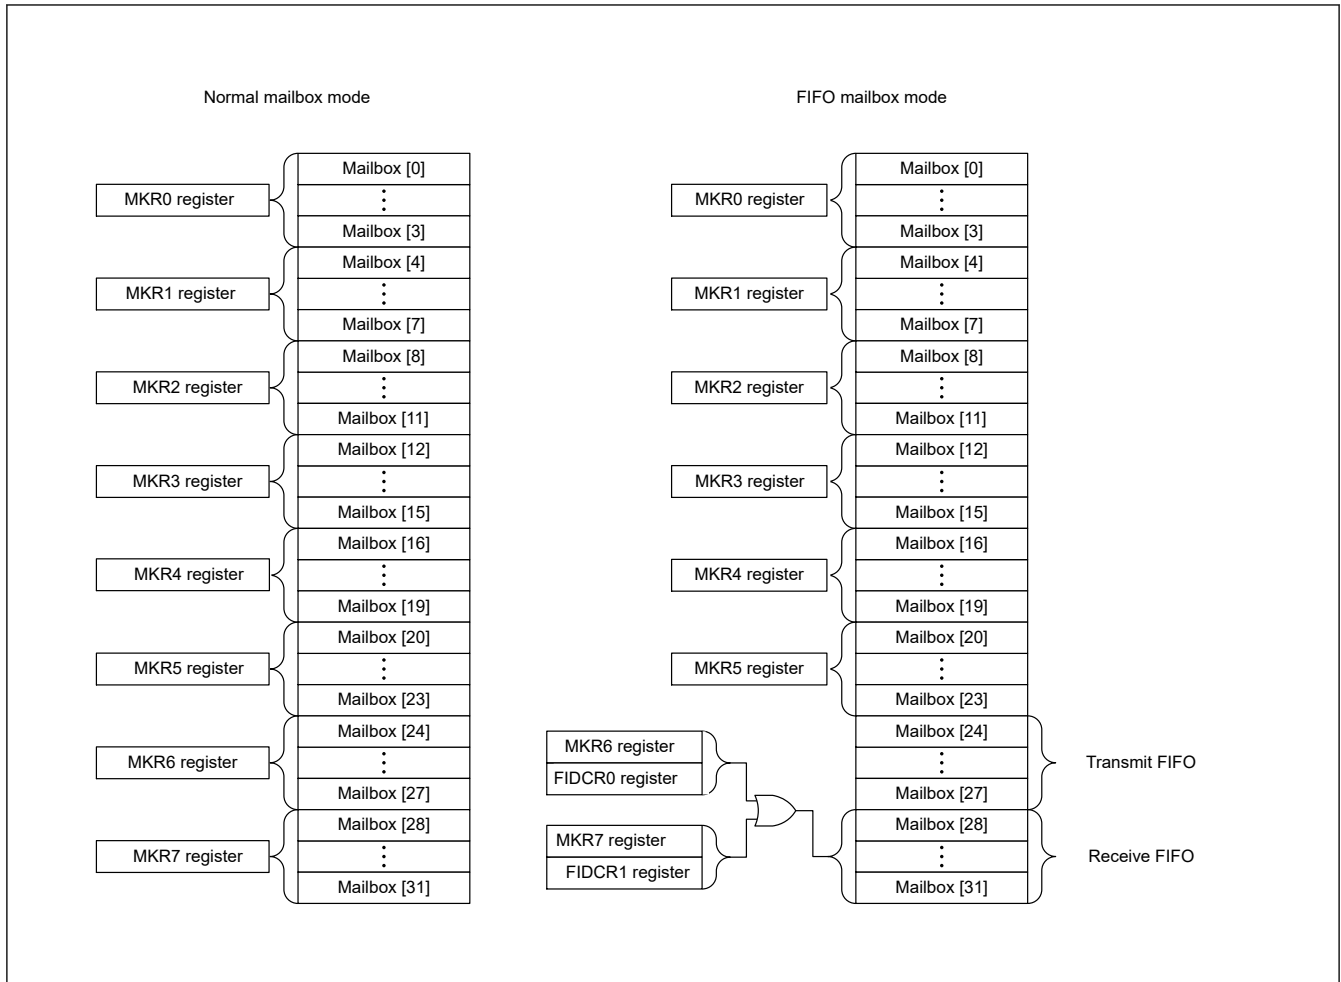 Normal mailbox mode
Mailbox [0]
MKR0 register
Mailbox [3]
Mailbox [4]
MKR1 register
Mailbox [7]
Mailbox [8]
MKR2 register
Mailbox [11]
Mailbox [12]
MKR3 register
Mailbox [15]
Mailbox [16]
MKR4 register
Mailbox [19]
Mailbox [20]
MKR5 register
Mailbox [23]
Mailbox [24]
MKR6 register
Mailbox [27]
Mailbox [28]
MKR7 register
Mailbox [31]
FIFO mailbox mode
Mailbox [0]
MKR0 register
Mailbox [3]
Mailbox [4]
MKR1 register
Mailbox [7]
Mailbox [8]
MKR2 register
Mailbox [11]
Mailbox [12]
MKR3 register
Mailbox [15]
Mailbox [16]
MKR4 register
Mailbox [19]
Mailbox [20]
MKR5 register
Mailbox [23]
Mailbox [24]
MKR6 register
Transmit FIFO
FIDCR0 register
Mailbox [27]
Mailbox [28]
MKR7 register
Receive FIFO
FIDCR1 register
Mailbox [31]